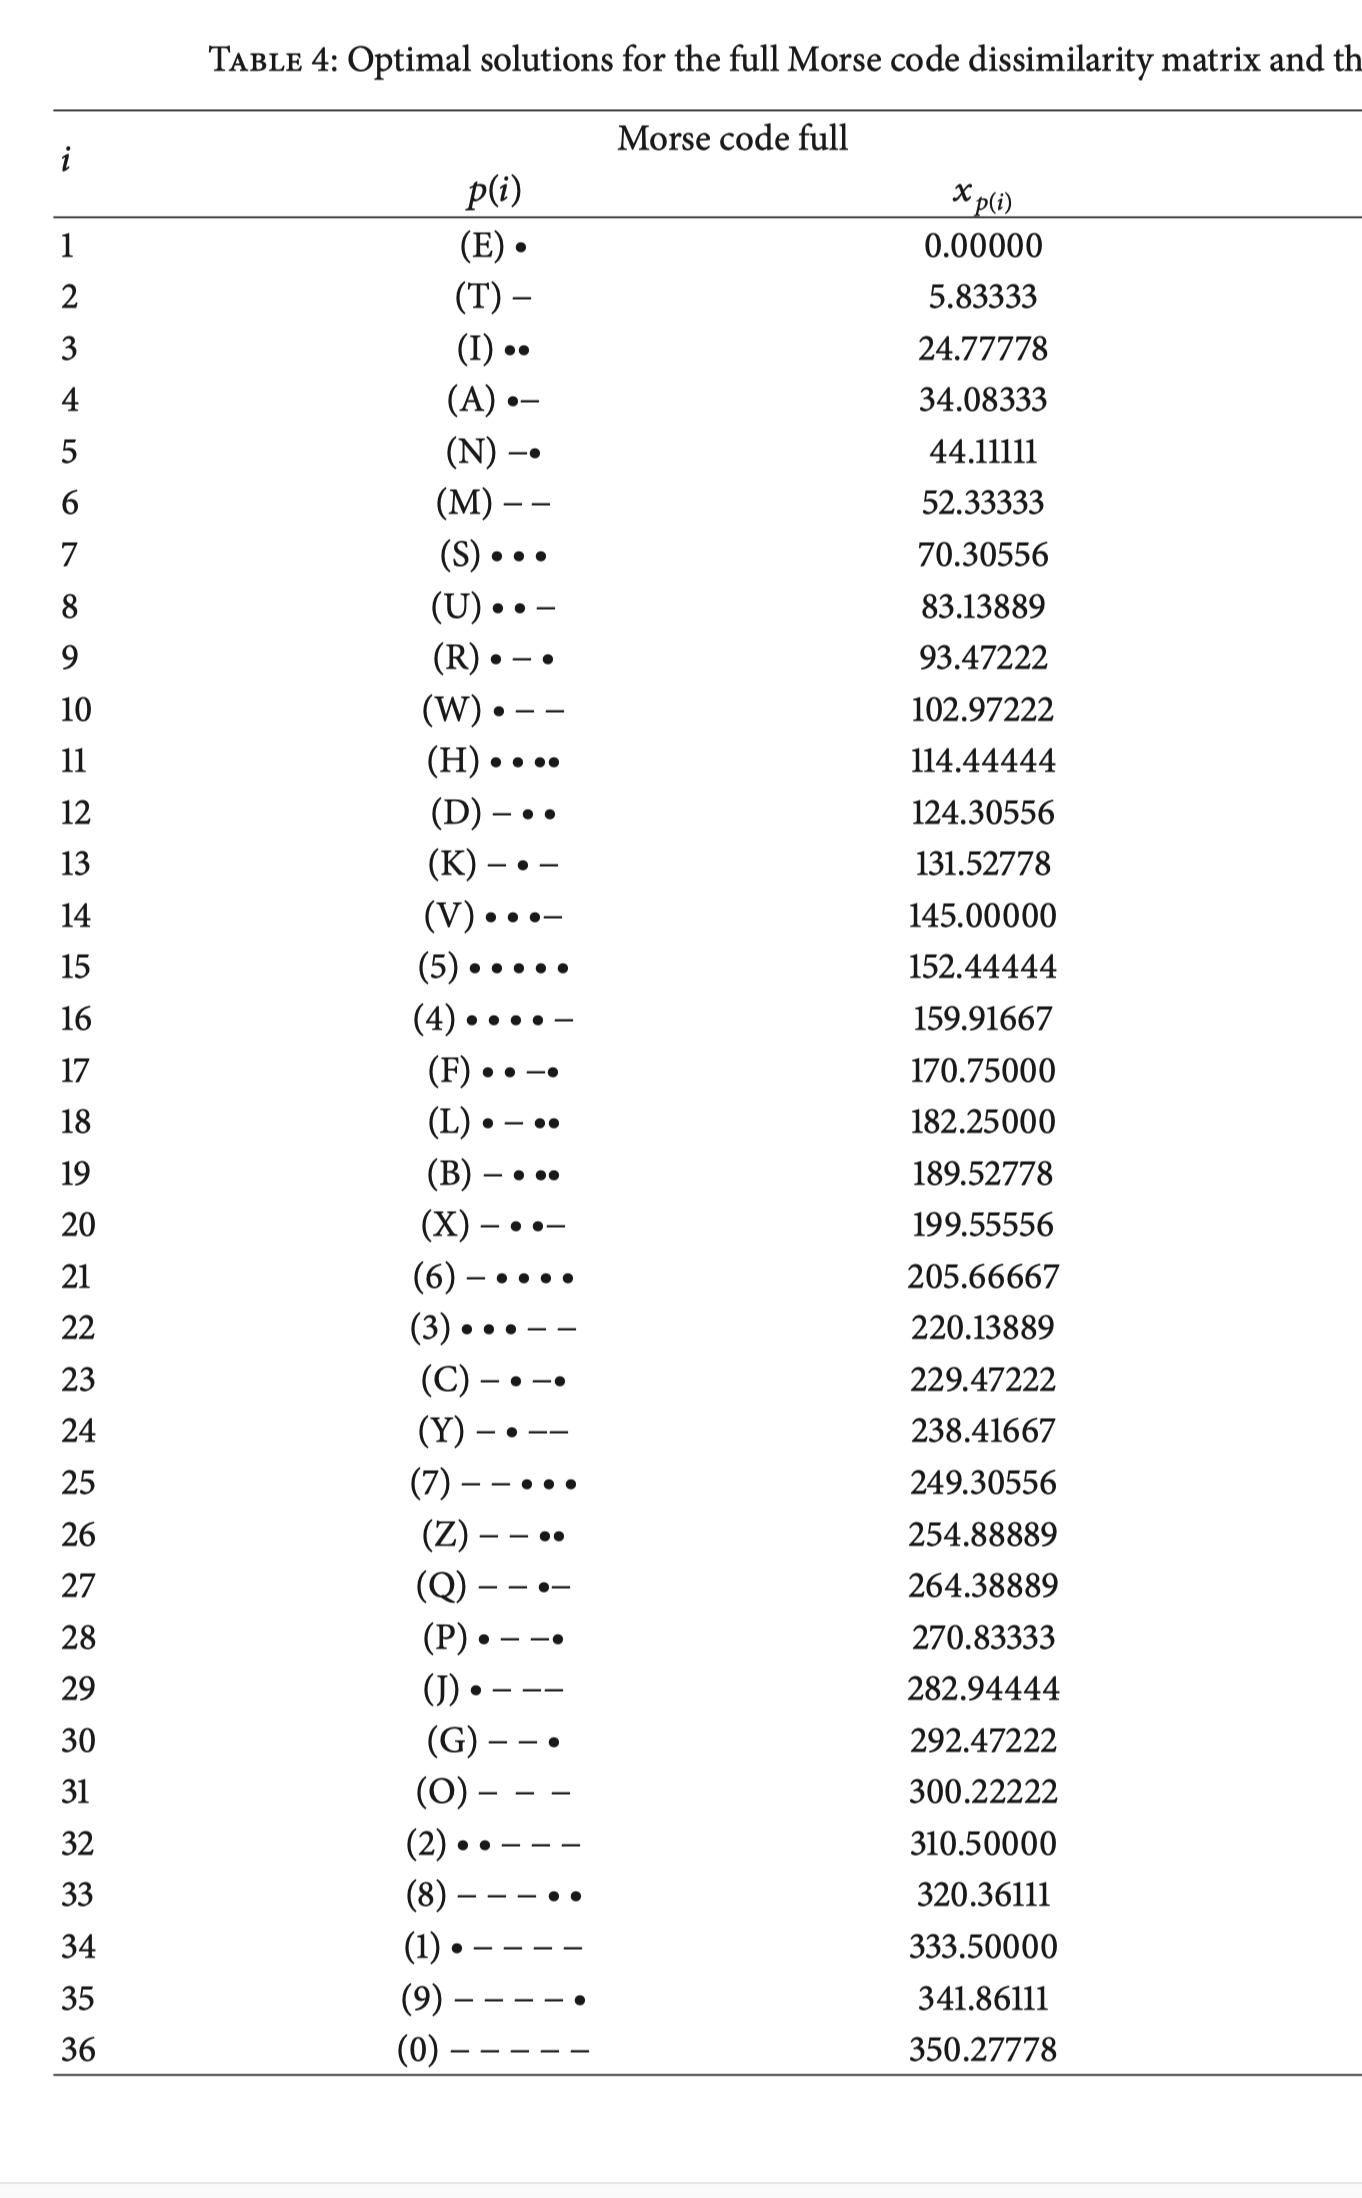 TABLE 4: Optimal solutions for the full Morse code dissimilarity matrix and th
Morse code full
i
p(i) x p(i)
1 (E) • 0.00000
2 (T) – 5.83333
3 (I) •• 24.77778
4 (A) •– 34.08333
5 (N) –• 44.11111
6 (M) – – 52.33333
7 (S) • • • 70.30556
8 (U) • • – 83.13889
9 (R) • – • 93.47222
10 (W) • – – 102.97222
11 (H) • • •• 114.44444
12 (D) – • • 124.30556
13 (K) – • – 131.52778
14 (V) • • •– 145.00000
15 (5) • • • • • 152.44444
16 (4) • • • • – 159.91667
17 (F) • • –• 170.75000
18 (L) • – •• 182.25000
19 (B) – • •• 189.52778
20 (X) – • •– 199.55556
21 (6) – • • • • 205.66667
22 (3) • • • – – 220.13889
23 (C) – • –• 229.47222
24 (Y) – • –– 238.41667
25 (7) – – • • • 249.30556
26 (Z) – – •• 254.88889
27 (Q) – – •– 264.38889
28 (P) • – –• 270.83333
29 (J) • – –– 282.94444
30 (G) – – • 292.47222
31 (O) – – – 300.22222
32 (2) • • – – – 310.50000
33 (8) – – – • • 320.36111
34 (1) • – – – – 333.50000
35 (9) – – – – • 341.86111
36 (0) – – – – – 350.27778